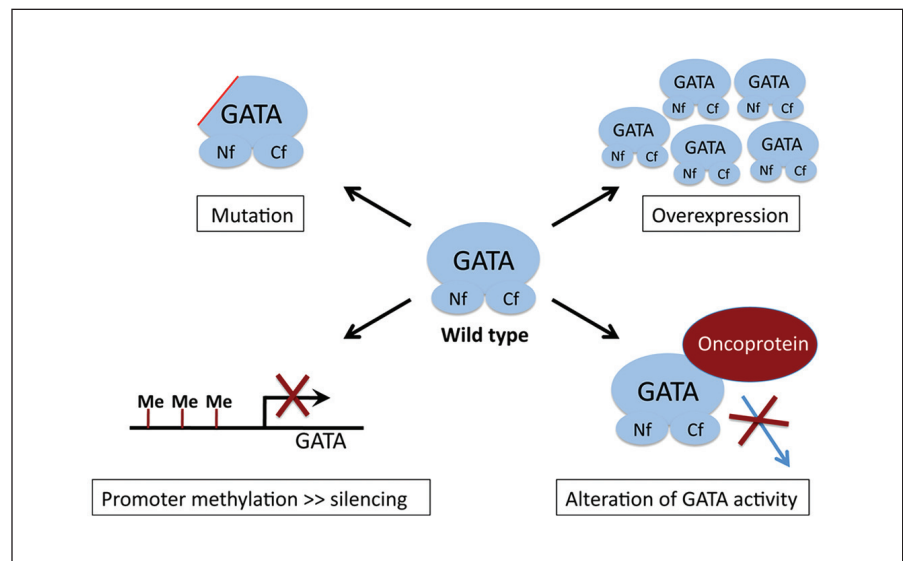 GATA
Nf Cf
Mutation
GATA
Nf Cf
GATA
Nf Cf
GATA
Nf Cf
GATA
Nf Cf
GATA
Nf Cf
Overexpression
GATA
Nf Cf
Wild type
Me Me Me
GATA
Promoter methylation >> silencing
Oncoprotein
GATA
Nf Cf
Alteration of GATA activity